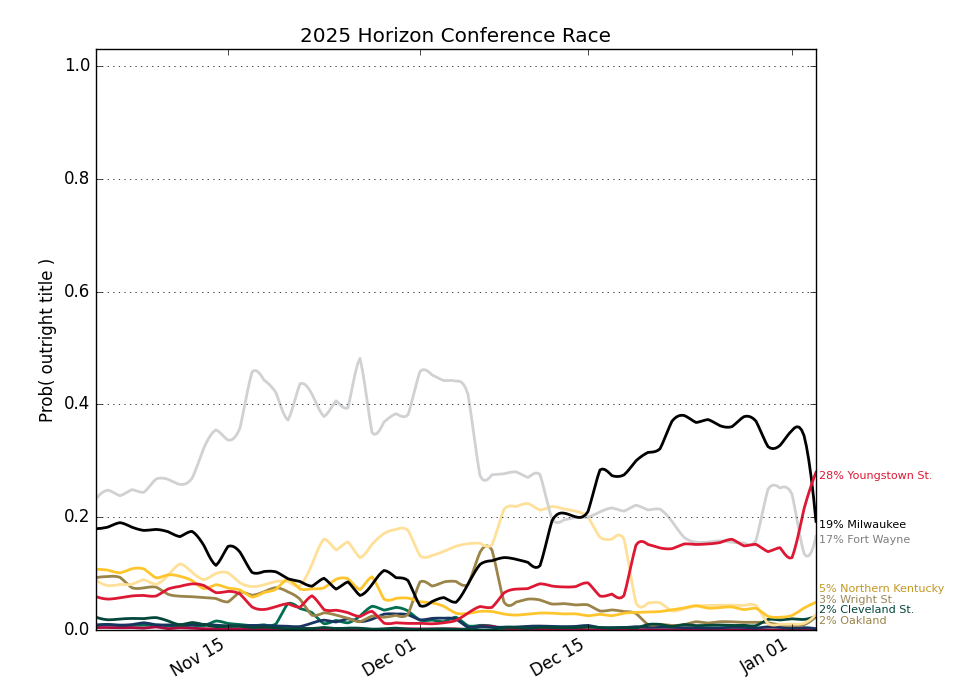 2025 Horizon Conference Race
Prob( outright title )
1.0
0.8
0.6
0.4
0.2
0.0
Nov 15
Dec 01
Dec 15
Jan 01
28% Youngstown St.
19% Milwaukee
17% Fort Wayne
5% Northern Kentucky
3% Wright St.
2% Cleveland St.
2% Oakland